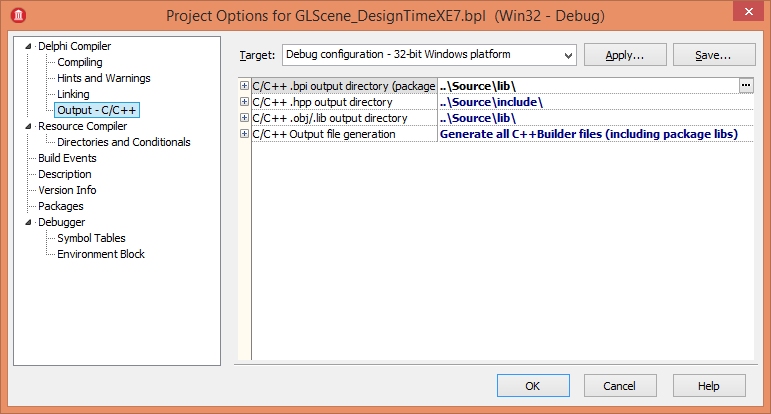 Project Options for GLScene_DesignTimeXE7.bpl (Win32 - Debug)
Delphi Compiler
Compiling
Hints and Warnings
Linking
Output - C/C++
Resource Compiler
Directories and Conditionals
Build Events
Description
Version Info
Packages
Debugger
Symbol Tables
Environment Block
Target: Debug configuration - 32-bit Windows platform Apply... Save...
C/C++ .bpi output directory (package ..\Source\lib\ ...
C/C++ .hpp output directory ..\Source\include\
C/C++ .obj/.lib output directory ..\Source\lib\
C/C++ Output file generation Generate all C++Builder files (including package libs)
OK Cancel Help